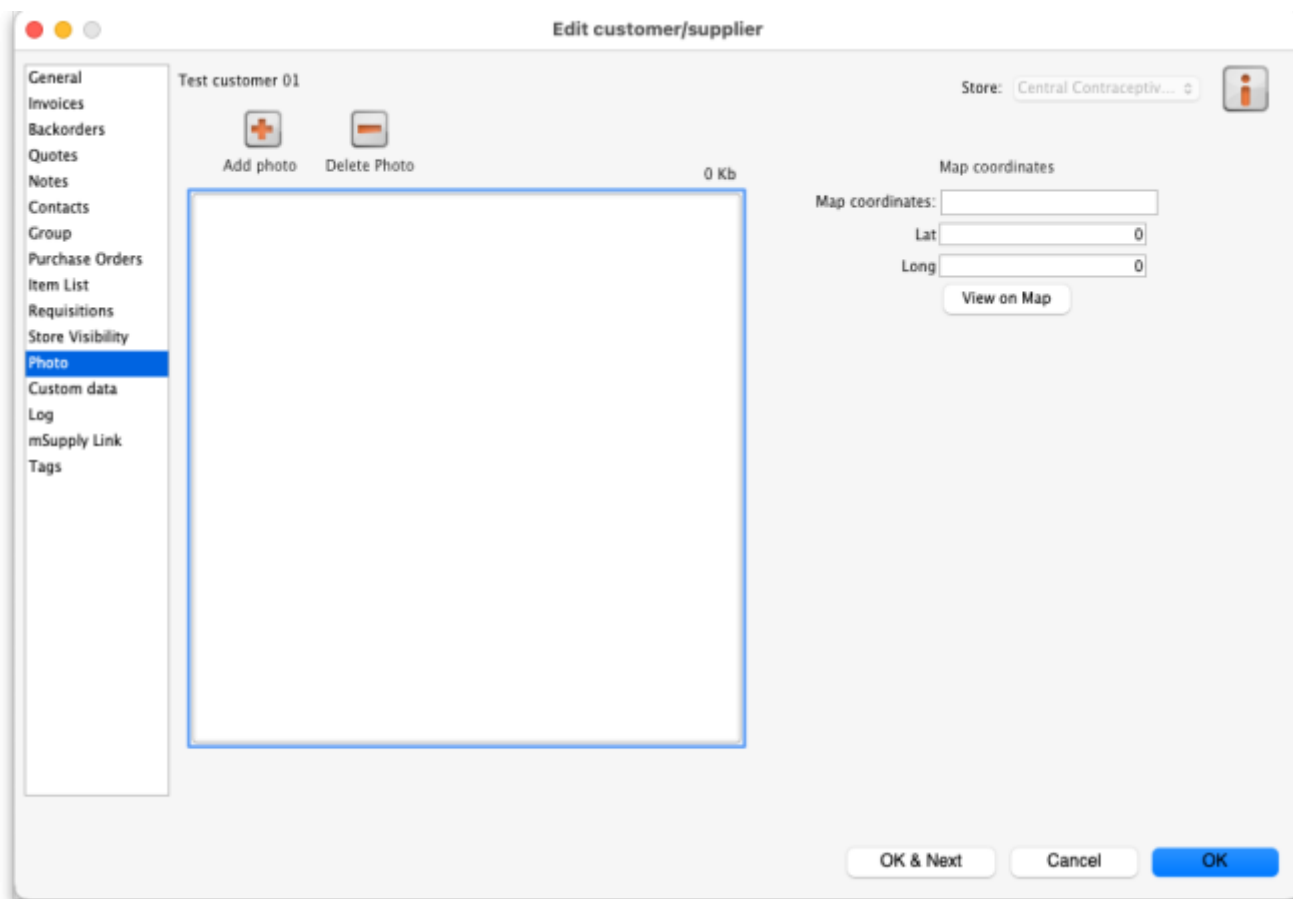 Edit customer/supplier
General
Invoices
Backorders
Quotes
Notes
Contacts
Group
Purchase Orders
Item List
Requisitions
Store Visibility
Photo
Custom data
Log
mSupply Link
Tags
Test customer 01
Store: Central Contraceptiv...
Add photo Delete Photo
0 Kb
Map coordinates
Map coordinates:
Lat 0
Long 0
View on Map
OK & Next Cancel OK